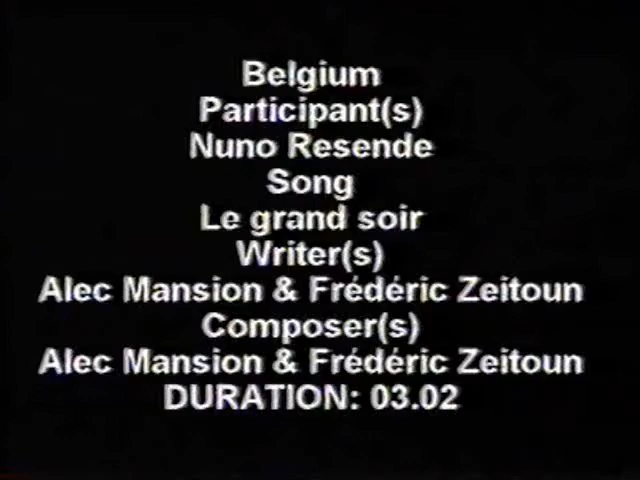 Belgium
Participant(s)
Nuno Resende
Song
Le grand soir
Writer(s)
Alec Mansion & Frédéric Zeitoun
Composer(s)
Alec Mansion & Frédéric Zeitoun
DURATION: 03.02